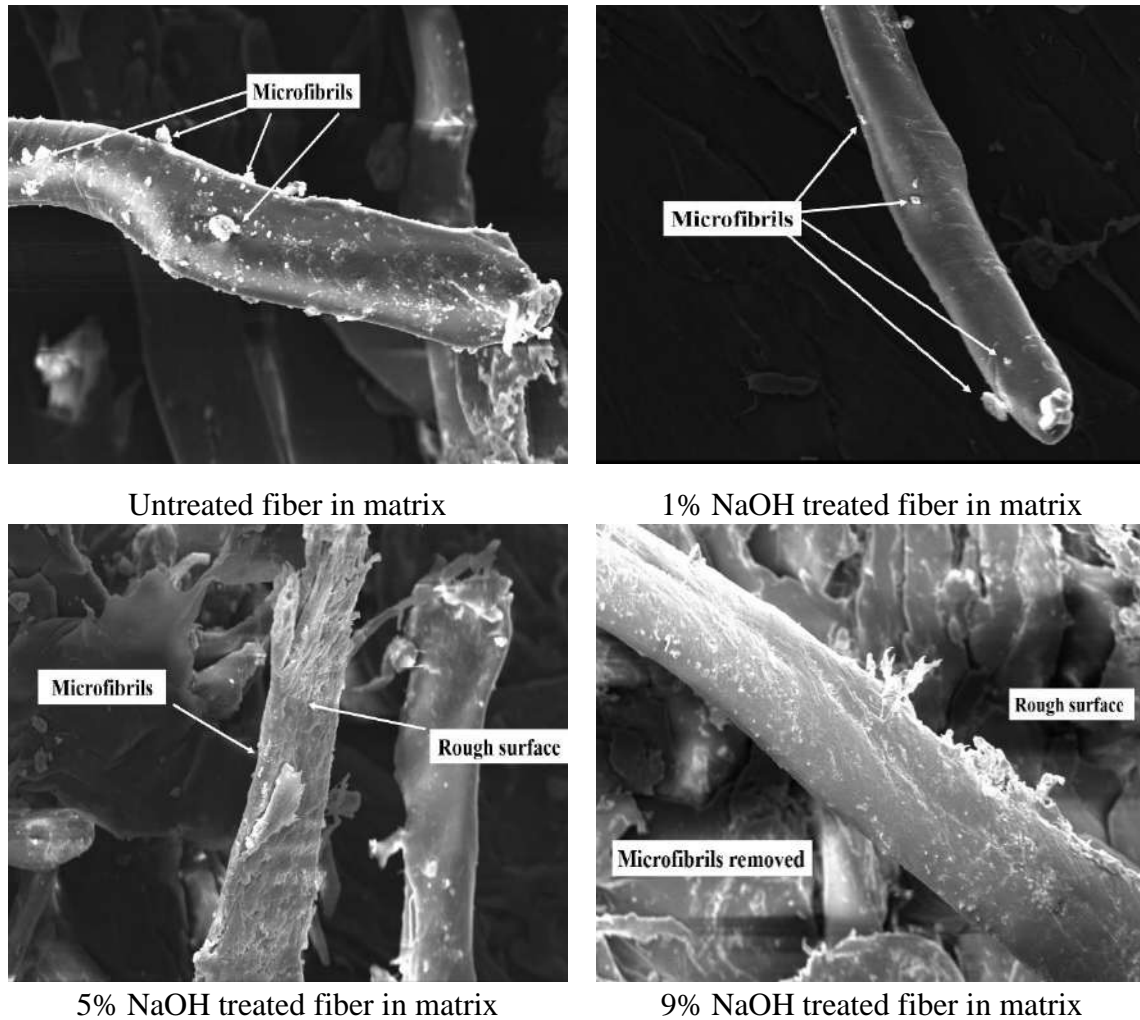 Microfibrils
Microfibrils
Untreated fiber in matrix
1% NaOH treated fiber in matrix
Microfibrils
Rough surface
Rough surface
Microfibrils removed
5% NaOH treated fiber in matrix
9% NaOH treated fiber in matrix